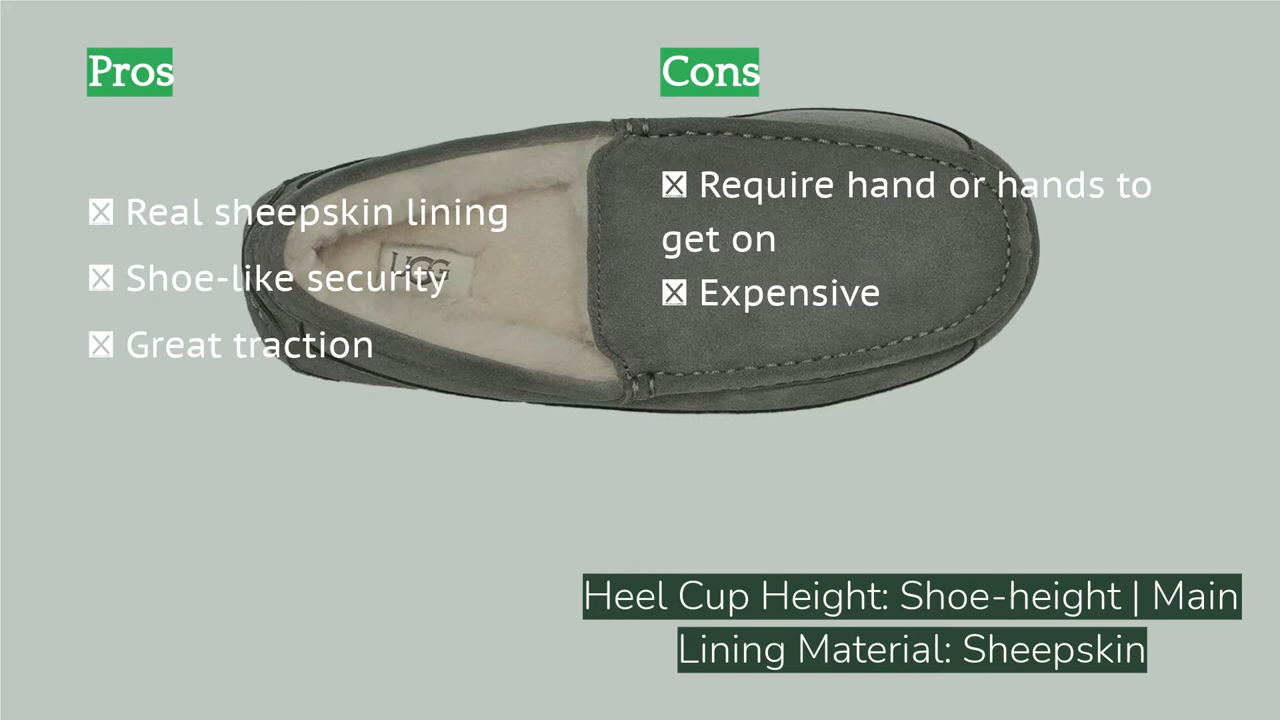 Pros
☒ Real sheepskin lining
☒ Shoe-like security
☒ Great traction
UGG
Cons
☒ Require hand or hands to
get on
☒ Expensive
Heel Cup Height: Shoe-height | Main
Lining Material: Sheepskin